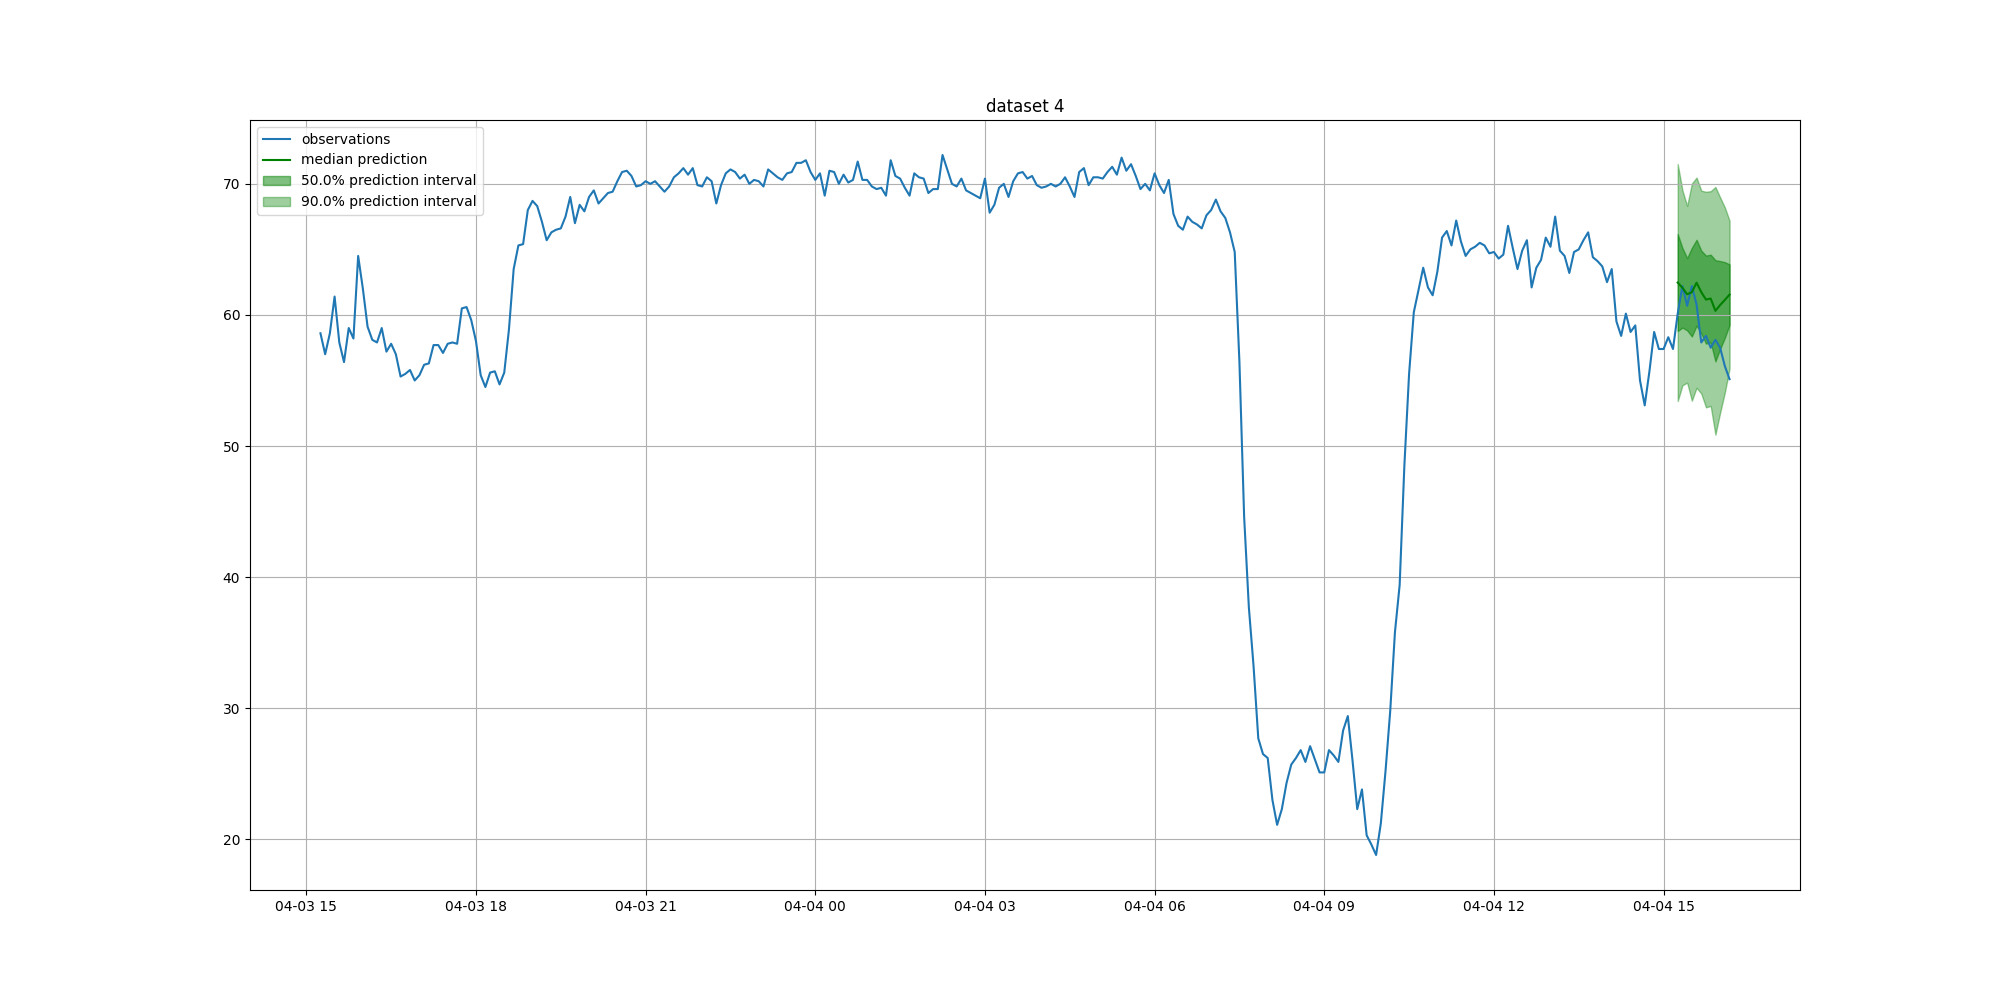 dataset 4
observations
median prediction
50.0% prediction interval
90.0% prediction interval
70
60
50
40
30
20
04-03 15 04-03 18 04-03 21 04-04 00 04-04 03 04-04 06 04-04 09 04-04 12 04-04 15